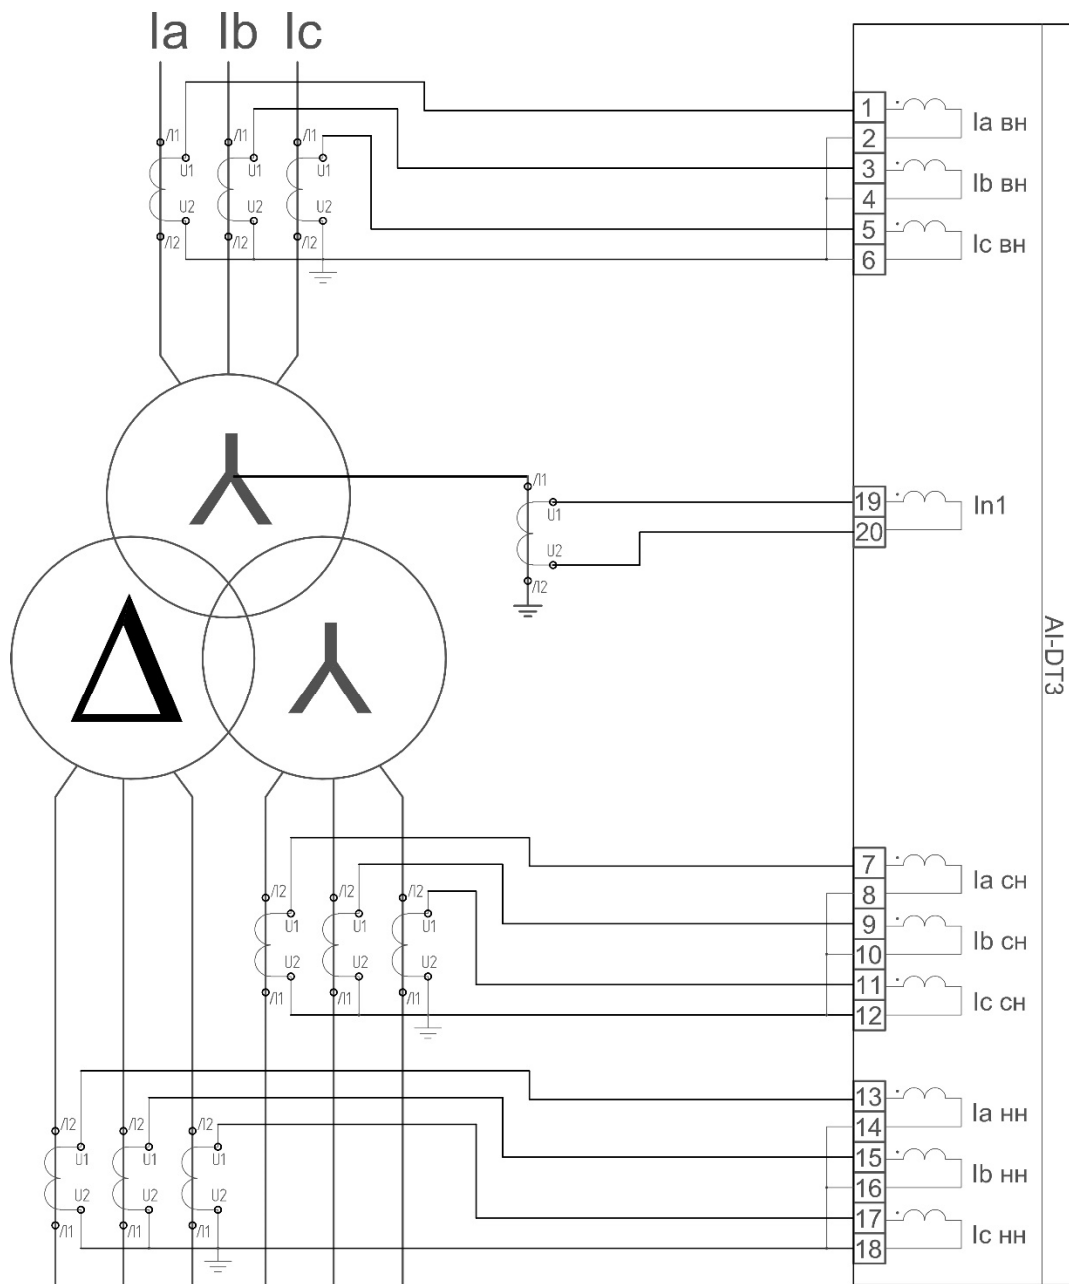 Ia Ib Ic
/I1 /I1 /I1
U1 U1 U1
U2 U2 U2
/I2 /I2 /I2
1
2
3
4
5
6
Ia вн
Ib вн
Ic вн
/I1
U1
U2
/I2
19
20
In1
AI-DT3
/I2 /I2 /I2
U1 U1 U1
U2 U2 U2
/I1 /I1 /I1
7
8
9
10
11
12
Ia сн
Ib сн
Ic сн
/I2 /I2 /I2
U1 U1 U1
U2 U2 U2
/I1 /I1 /I1
13
14
15
16
17
18
Ia нн
Ib нн
Ic нн